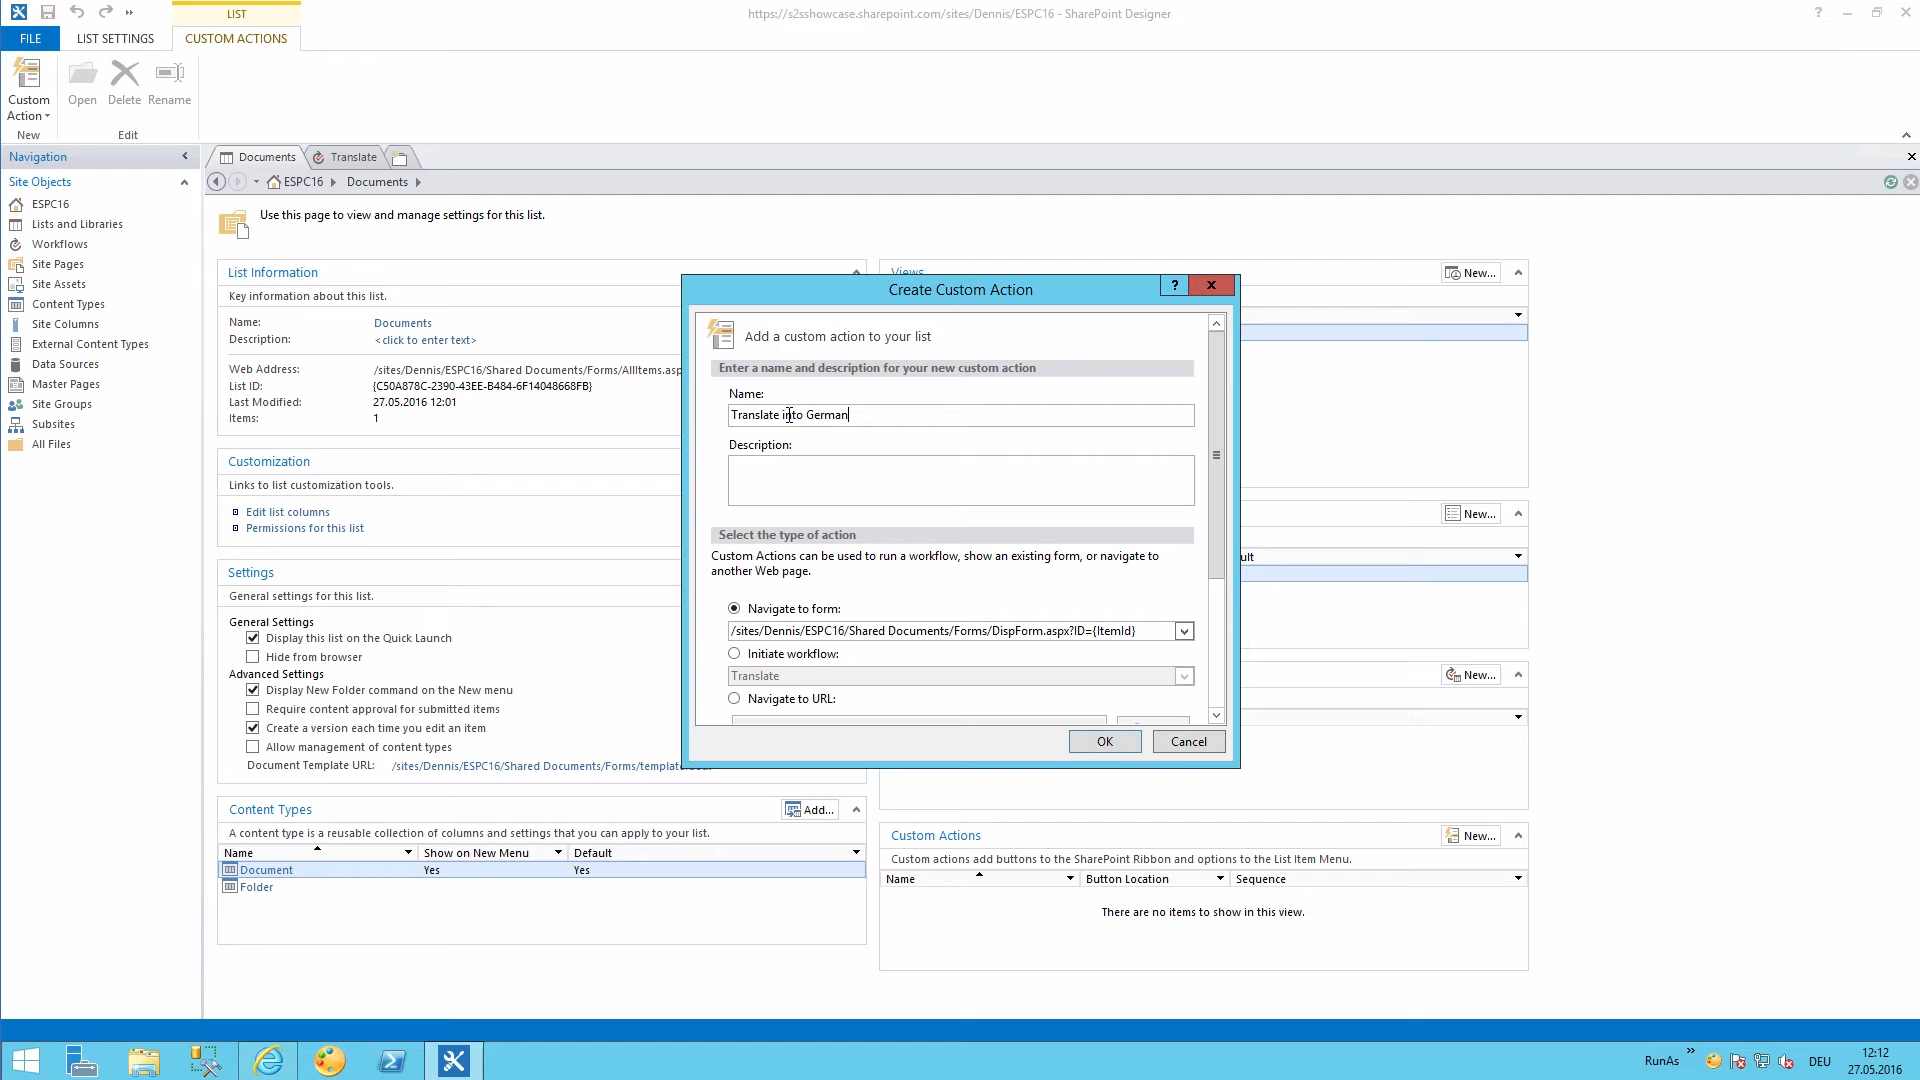 LIST
https://s2sshowcase.sharepoint.com/sites/Dennis/ESPC16 - SharePoint Designer
FILE
LIST SETTINGS
CUSTOM ACTIONS
Custom Action
Open
Delete
Rename
New
Edit
Navigation
Documents
Translate
Site Objects
ESPC16
Documents
ESPC16
Lists and Libraries
Workflows
Site Pages
Site Assets
Content Types
Site Columns
External Content Types
Data Sources
Master Pages
Site Groups
Subsites
All Files
Use this page to view and manage settings for this list.
List Information
Key information about this list.
Name: Documents
Description: <click to enter text>
Web Address: /sites/Dennis/ESPC16/Shared Documents/Forms/AllItems.asp
List ID: {C50A878C-2390-43EE-B484-6F14048668FB}
Last Modified: 27.05.2016 12:01
Items: 1
Customization
Links to list customization tools.
Edit list columns
Permissions for this list
Settings
General settings for this list.
General Settings
Display this list on the Quick Launch
Hide from browser
Advanced Settings
Display New Folder command on the New menu
Require content approval for submitted items
Create a version each time you edit an item
Allow management of content types
Document Template URL: /sites/Dennis/ESPC16/Shared Documents/Forms/template
Content Types
Add...
A content type is a reusable collection of columns and settings that you can apply to your list.
Name Show on New Menu Default
Document Yes Yes
Folder
Views
New...
New...
ult
New...
Create Custom Action
?
Add a custom action to your list
Enter a name and description for your new custom action
Name:
Translate into German
Description:
Select the type of action
Custom Actions can be used to run a workflow, show an existing form, or navigate to
another Web page.
Navigate to form:
/sites/Dennis/ESPC16/Shared Documents/Forms/DispForm.aspx?ID={ItemId}
Initiate workflow:
Translate
Navigate to URL:
OK
Cancel
Custom Actions
New...
Custom actions add buttons to the SharePoint Ribbon and options to the List Item Menu.
Name Button Location Sequence
There are no items to show in this view.
RunAs
DEU
12:12
27.05.2016